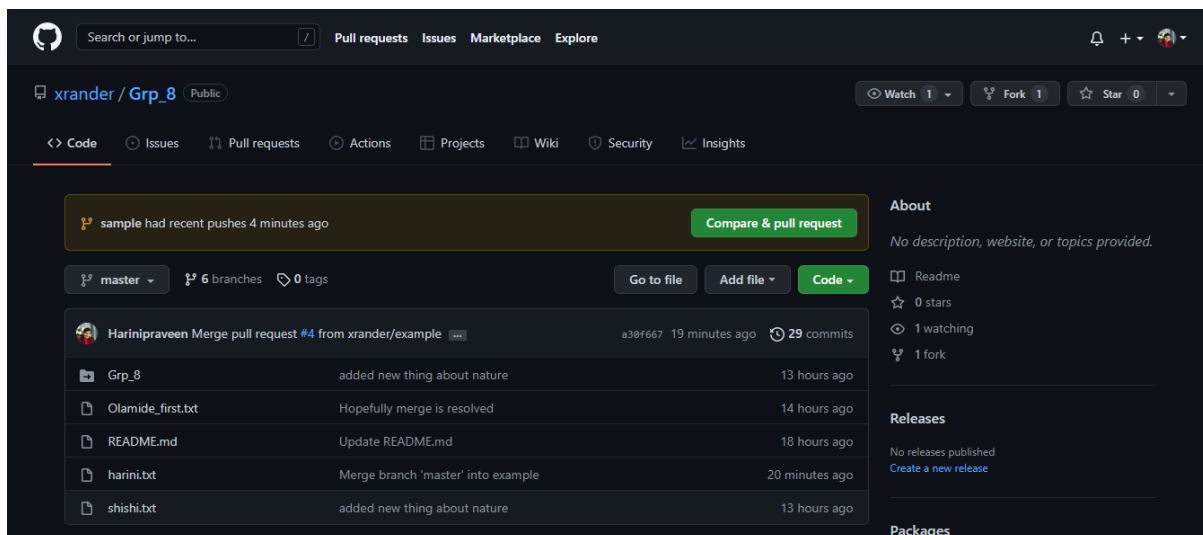 Search or jump to... / Pull requests Issues Marketplace Explore
xrander / Grp_8 Public Watch 1 Fork 1 Star 0
Code Issues Pull requests Actions Projects Wiki Security Insights
sample had recent pushes 4 minutes ago Compare & pull request
master 6 branches 0 tags Go to file Add file Code
Harinipraveen Merge pull request #4 from xrander/example ... a30f667 19 minutes ago 29 commits
Grp_8 added new thing about nature 13 hours ago
Olamide_first.txt Hopefully merge is resolved 14 hours ago
README.md Update README.md 18 hours ago
harini.txt Merge branch 'master' into example 20 minutes ago
shishi.txt added new thing about nature 13 hours ago
About
No description, website, or topics provided.
Readme
0 stars
1 watching
1 fork
Releases
No releases published
Create a new release
Packages